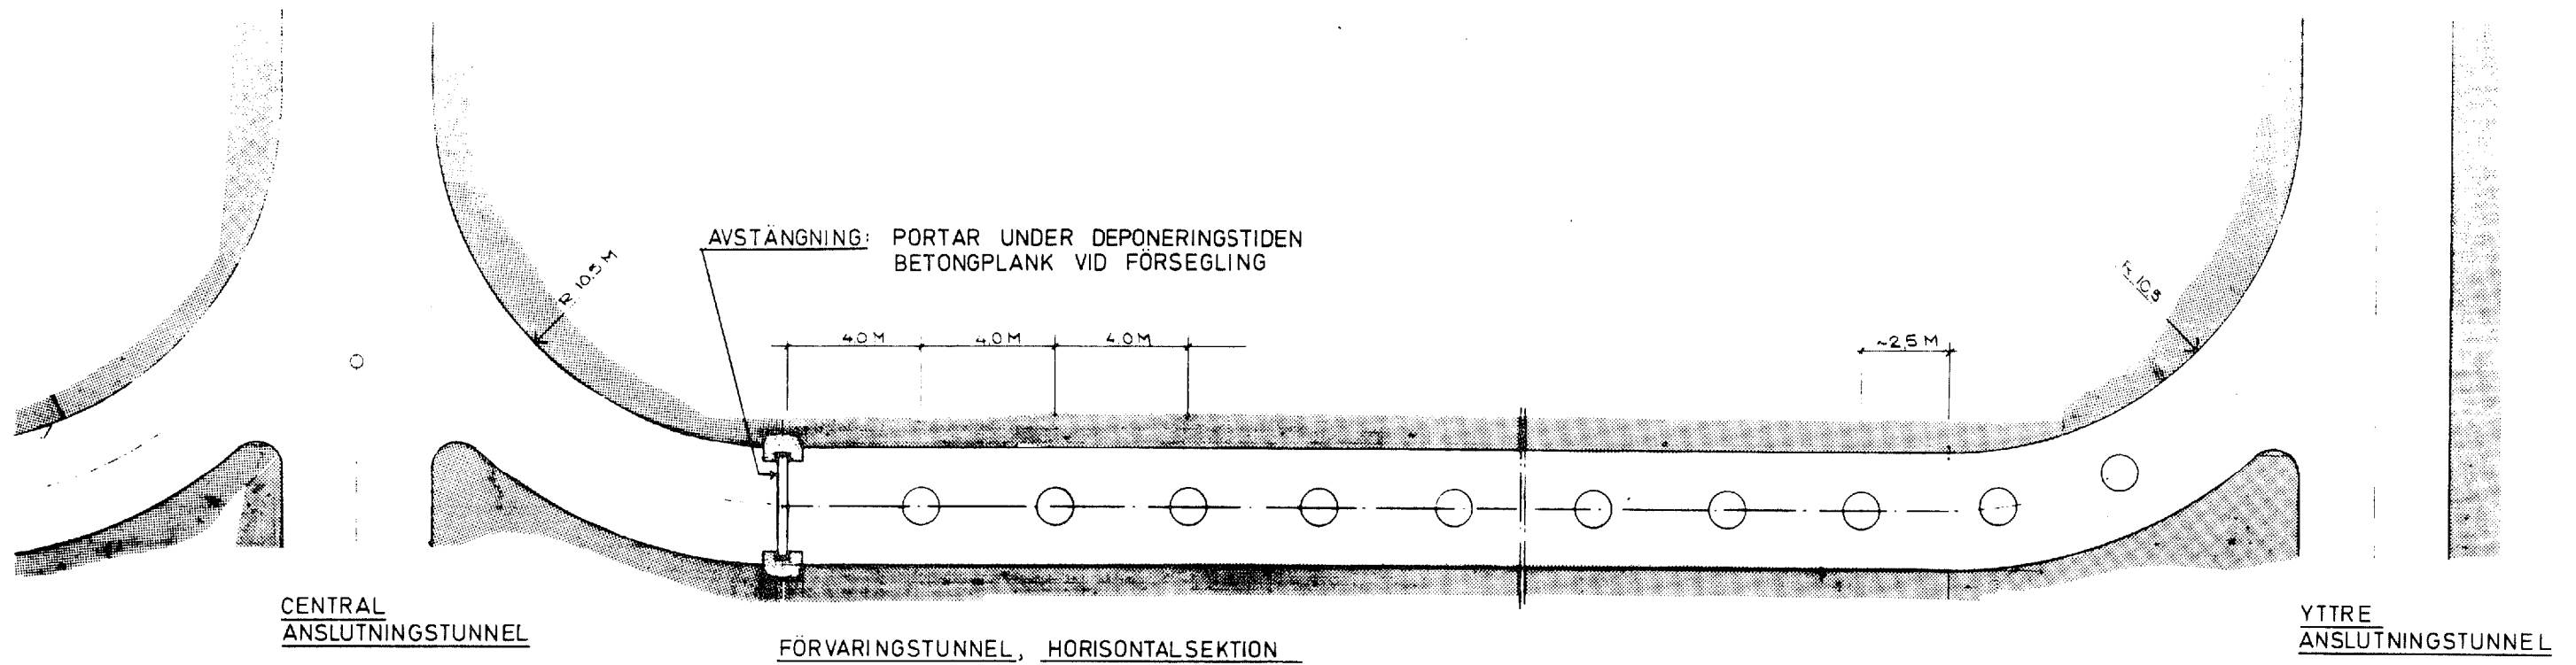 AVSTÄNGNING: PORTAR UNDER DEPONERINGSTIDEN
BETONGPLANK VID FÖRSEGLING
R 10.5 M
R 10.5
4.0 M 4.0 M 4.0 M
~2.5 M
CENTRAL
ANSLUTNINGSTUNNEL
FÖRVARINGSTUNNEL, HORISONTALSEKTION
YTTRE
ANSLUTNINGSTUNNEL